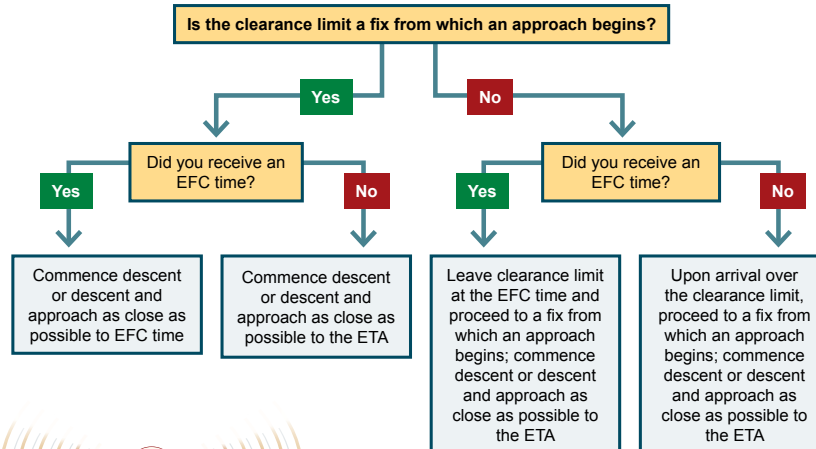 Is the clearance limit a fix from which an approach begins?
Yes
No
Did you receive an
EFC time?
Did you receive an
EFC time?
Yes
No
Yes
No
Commence descent
or descent and
approach as close as
possible to EFC time
Commence descent
or descent and
approach as close as
possible to the ETA
Leave clearance limit
at the EFC time and
proceed to a fix from
which an approach
begins; commence
descent or descent
and approach as
close as possible to
the ETA
Upon arrival over
the clearance limit,
proceed to a fix from
which an approach
begins; commence
descent or descent
and approach as
close as possible to
the ETA